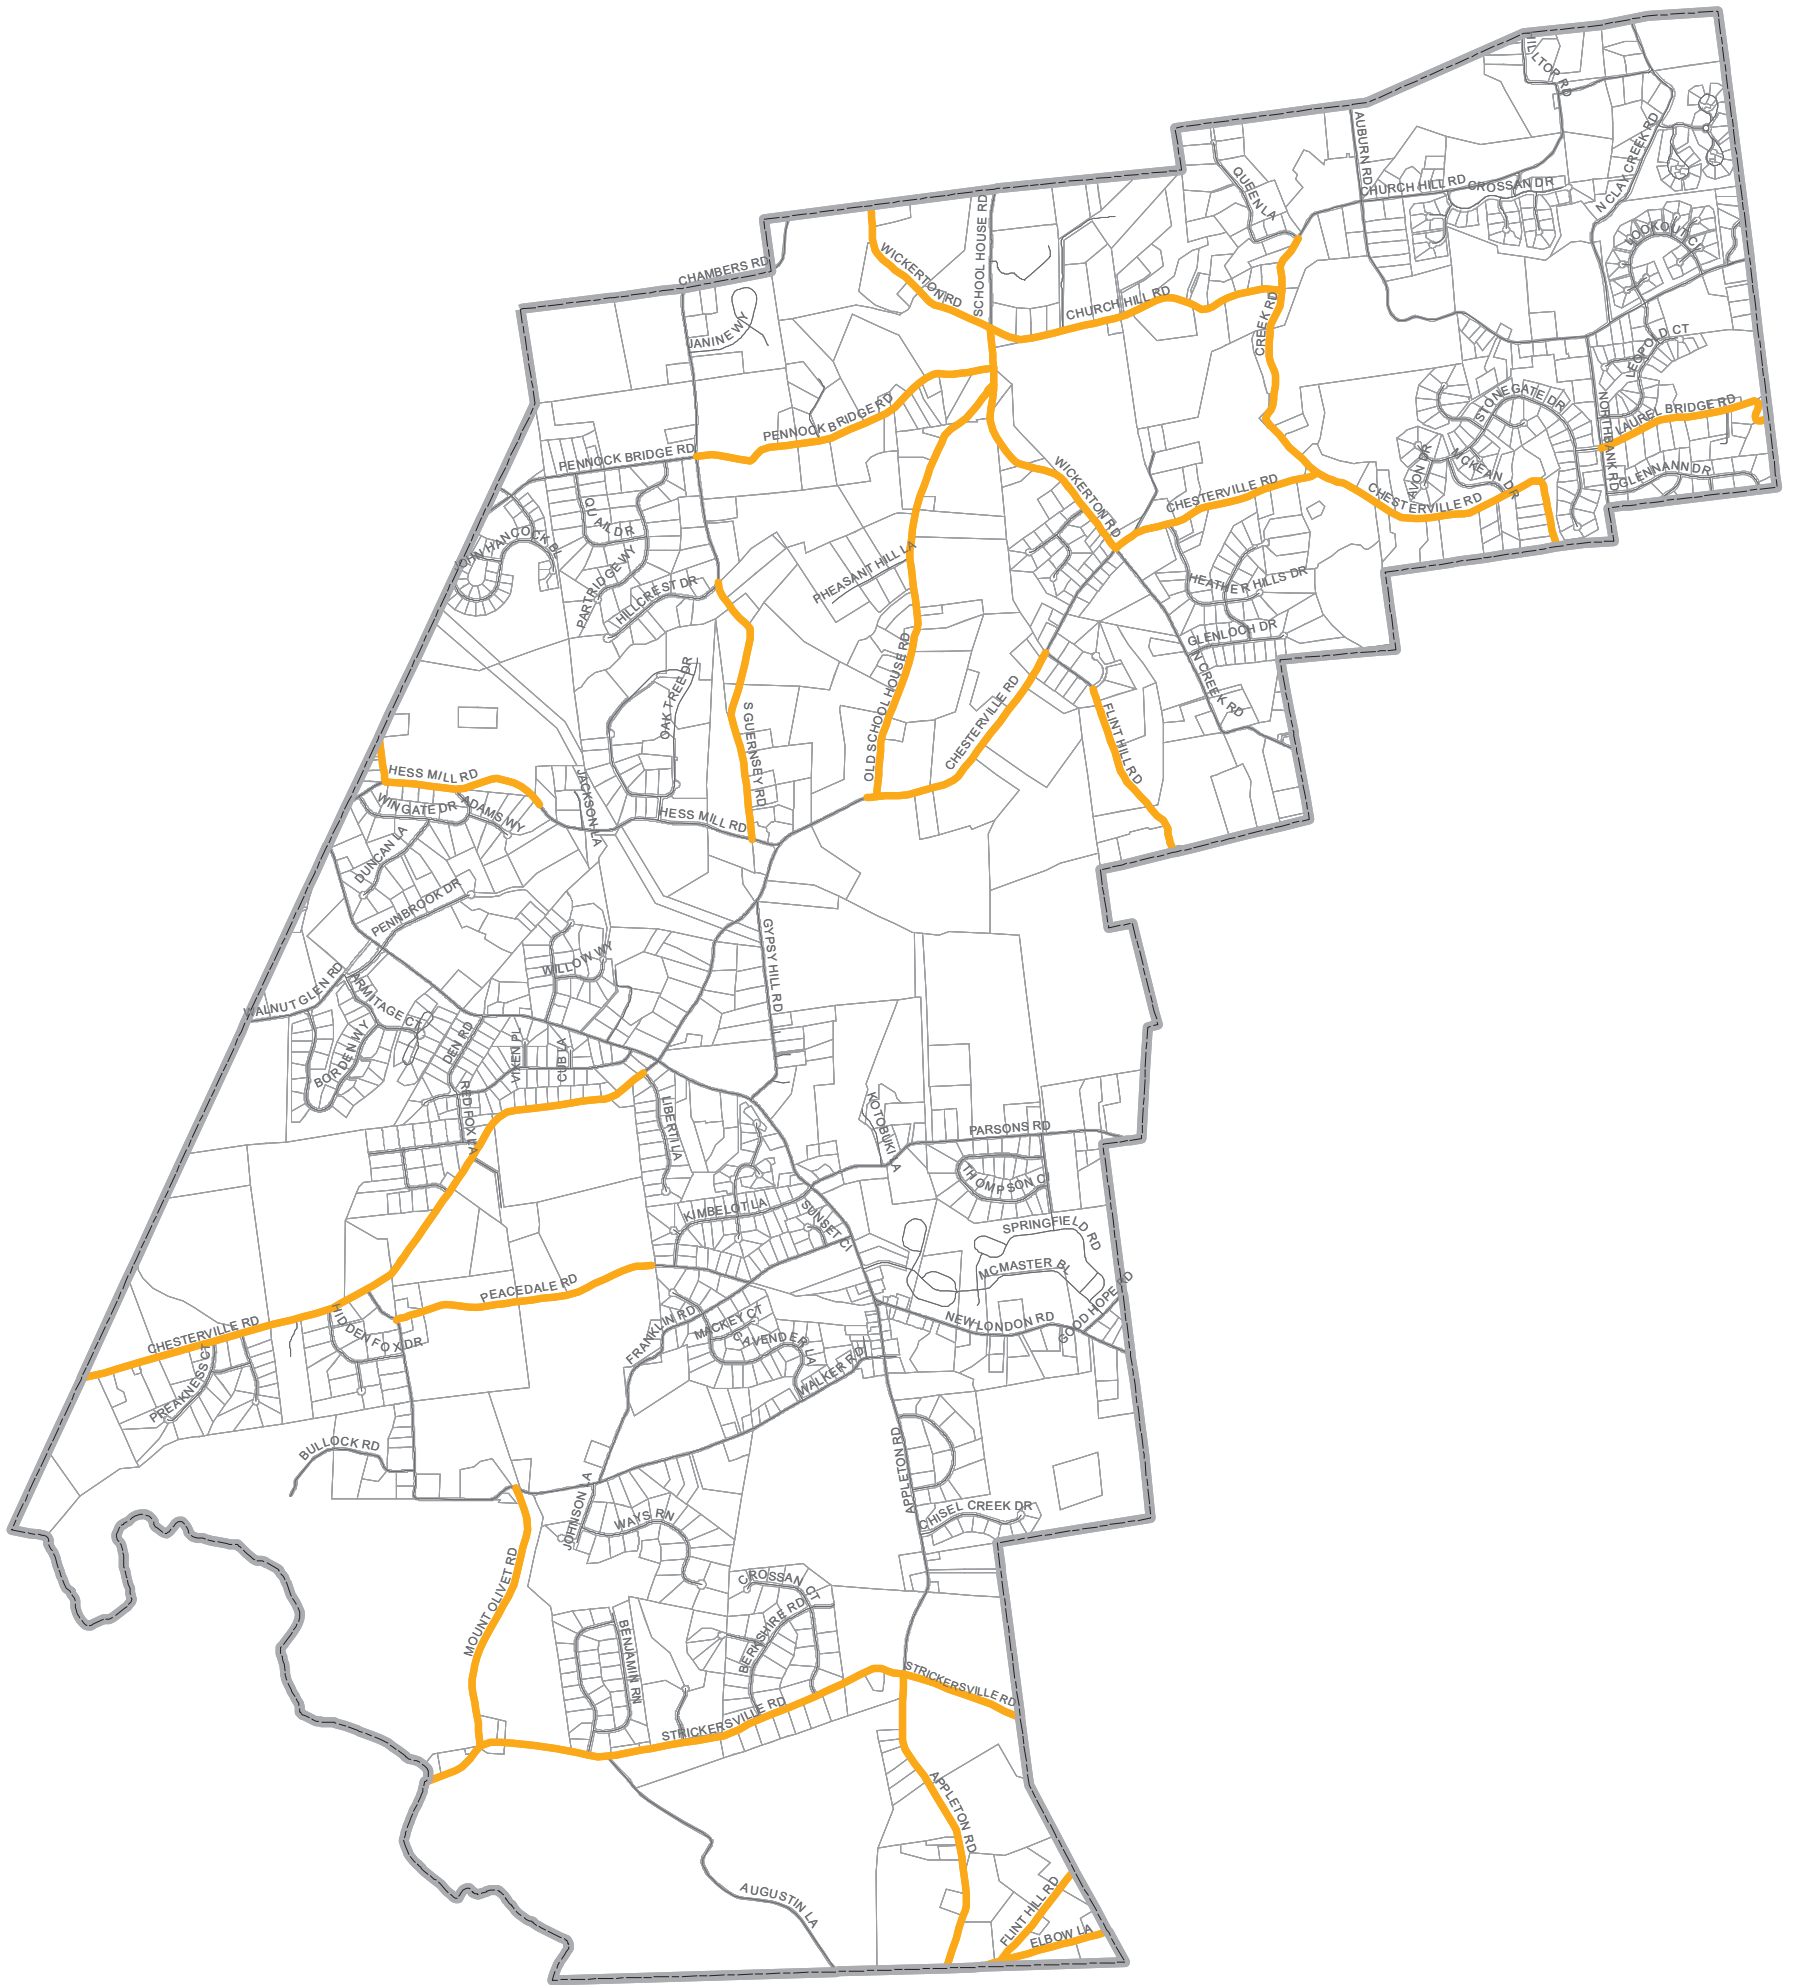 HILLTOP RD
N CLAY CREEK RD
AUBURN RD
CHURCH HILL RD
CROSSAN DR
QUEEN LA
LOOKOUT CT
SCHOOL HOUSE RD
WICKERTON RD
CHAMBERS RD
CHURCH HILL RD
CREEK RD
JANINE WY
LEOPOLD CT
STONEGATE DR
LAUREL BRIDGE RD
NORTHBANK RD
PENNOCK BRIDGE RD
PENNOCK BRIDGE RD
AVON DR
MCKEAN DR
GLENNANN DR
WICKERTON RD
CHESTERVILLE RD
CHESTERVILLE RD
QUAIL DR
JOHN HANCOCK BL
PARTRIDGE WY
HILLCREST DR
PHEASANT HILL LA
HEATHER HILLS DR
GLENLOCH DR
N CREEK RD
OAK TREE DR
S GUERNSEY RD
OLD SCHOOL HOUSE RD
CHESTERVILLE RD
FLINT HILL RD
HESS MILL RD
JACKSON LA
WINGATE DR
ADAMS WY
HESS MILL RD
DUNCAN LA
PENNBROOK DR
GYPSY HILL RD
WILLOW WY
WALNUT GLEN RD
ARMITAGE CT
DEN RD
VIXEN PL
CUB LA
BORDEN WY
RED FOX LA
LIBERTI LA
KOTOBUKI LA
PARSONS RD
THOMPSON CI
KIMBELOT LA
SUNSET CI
SPRINGFIELD RD
MCMASTER BL
GOOD HOPE RD
PEACEDALE RD
NEW LONDON RD
CHESTERVILLE RD
HIDDEN FOX DR
FRANKLIN RD
MACKEY CT
CAVENDER LA
WALKER RD
PREAKNESS CT
BULLOCK RD
APPLETON RD
JOHNSON LA
WAYS RN
CHISEL CREEK DR
MOUNT OLIVET RD
CROSSAN CT
BERKSHIRE RD
BENJAMIN RN
STRICKERSVILLE RD
STRICKERSVILLE RD
APPLETON RD
AUGUSTIN LA
FLINT HILL RD
ELBOW LA